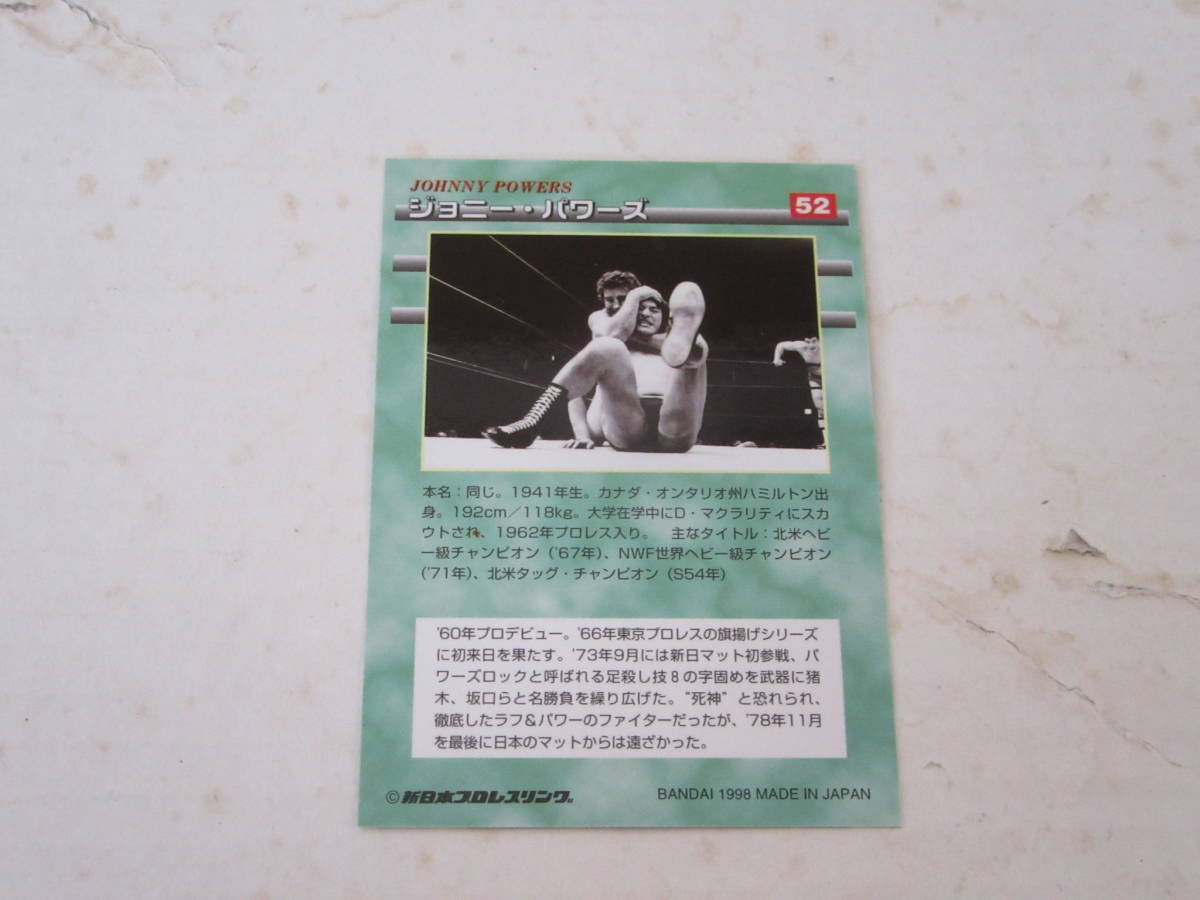 JOHNNY POWERS
ジョニー・パワーズ
52
本名：同じ。1941年生。カナダ・オンタリオ州ハミルトン出
身。192cm／118kg。大学在学中にD・マクラリティにスカ
ウトされ、1962年プロレス入り。 主なタイトル：北米ヘビ
ー級チャンピオン（'67年）、NWF世界ヘビー級チャンピオン
（'71年）、北米タッグ・チャンピオン（S54年）
'60年プロデビュー。'66年東京プロレスの旗揚げシリーズ
に初来日を果たす。'73年9月には新日マット初参戦、パ
ワーズロックと呼ばれる足殺し技8の字固めを武器に猪
木、坂口らと名勝負を繰り広げた。“死神”と恐れられ、
徹底したラフ＆パワーのファイターだったが、'78年11月
を最後に日本のマットからは遠ざかった。
©新日本プロレスリング㈱
BANDAI 1998 MADE IN JAPAN